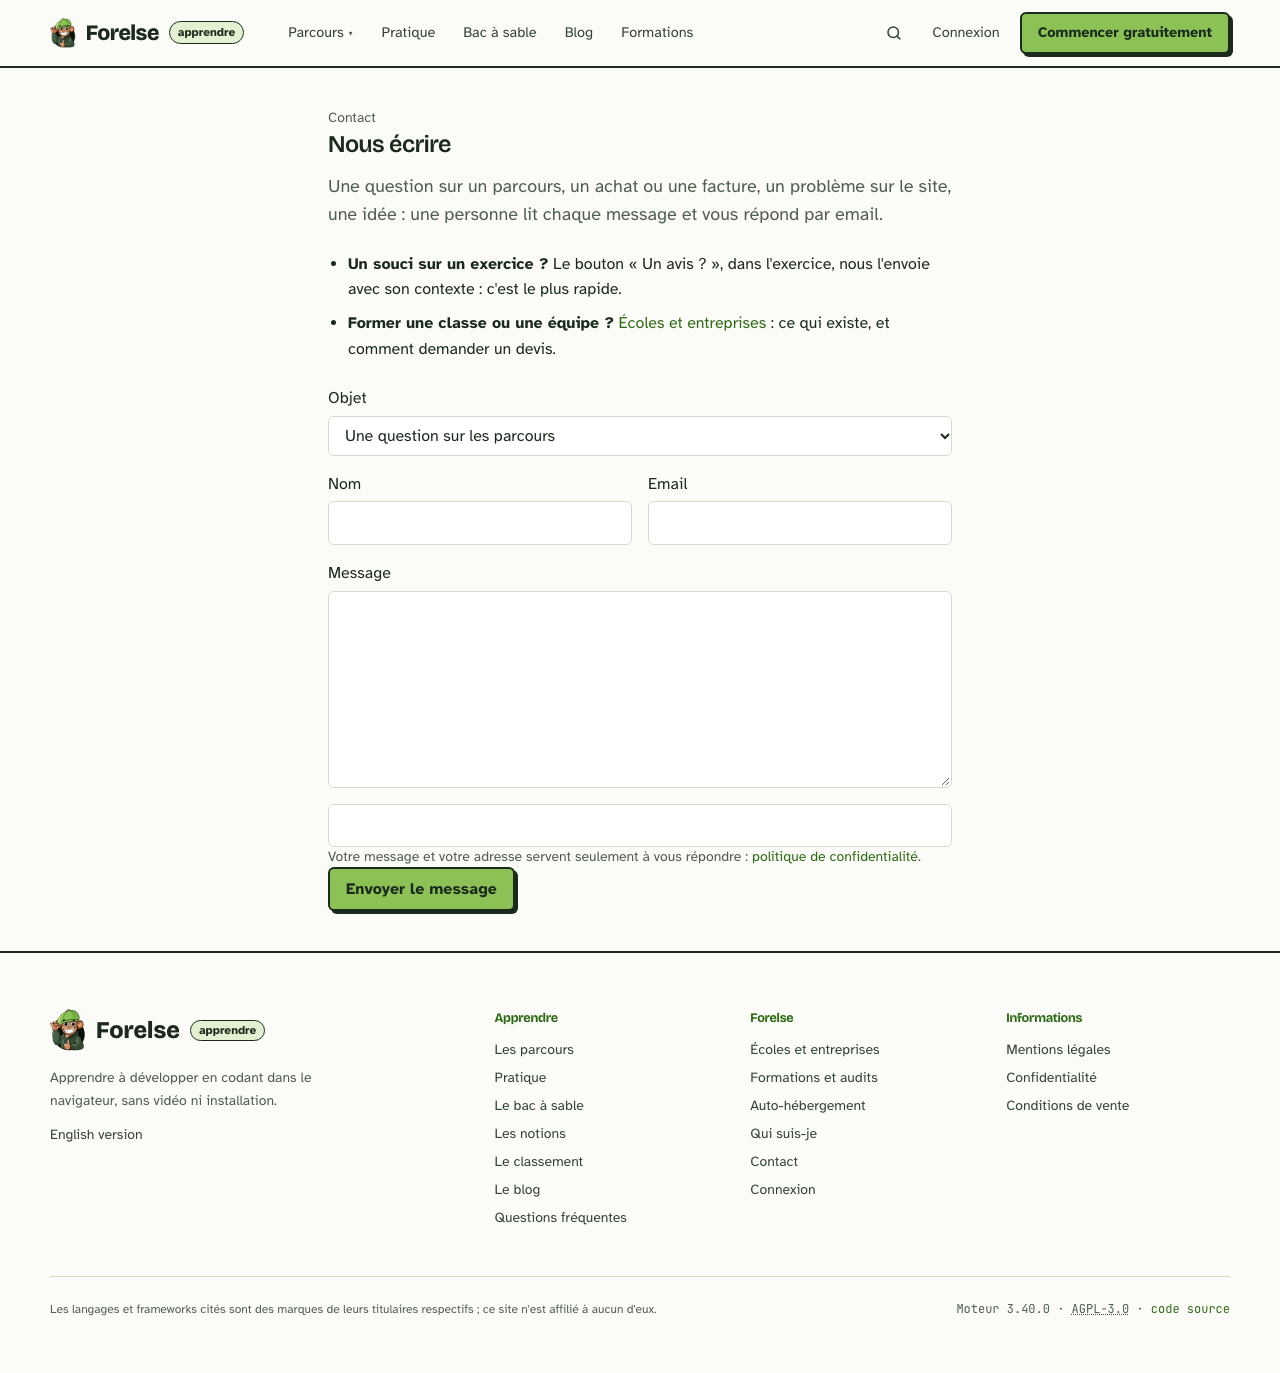 Forelse apprendre Parcours Pratique Bac à sable Blog Formations Connexion Commencer gratuitement
Contact
Nous écrire
Une question sur un parcours, un achat ou une facture, un problème sur le site,
une idée : une personne lit chaque message et vous répond par email.
• Un souci sur un exercice ? Le bouton « Un avis ? », dans l'exercice, nous l'envoie
avec son contexte : c'est le plus rapide.
• Former une classe ou une équipe ? Écoles et entreprises : ce qui existe, et
comment demander un devis.
Objet
Une question sur les parcours
Nom Email
Message
Votre message et votre adresse servent seulement à vous répondre : politique de confidentialité.
Envoyer le message
Forelse apprendre
Apprendre à développer en codant dans le
navigateur, sans vidéo ni installation.
English version
Apprendre
Les parcours
Pratique
Le bac à sable
Les notions
Le classement
Le blog
Questions fréquentes
Forelse
Écoles et entreprises
Formations et audits
Auto-hébergement
Qui suis-je
Contact
Connexion
Informations
Mentions légales
Confidentialité
Conditions de vente
Les langages et frameworks cités sont des marques de leurs titulaires respectifs ; ce site n'est affilié à aucun d'eux.
Moteur 3.40.0 · AGPL-3.0 · code source